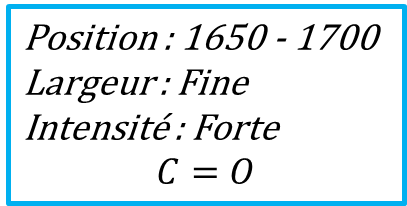 Position : 1650 - 1700
Largeur : Fine
Intensité : Forte
C = O